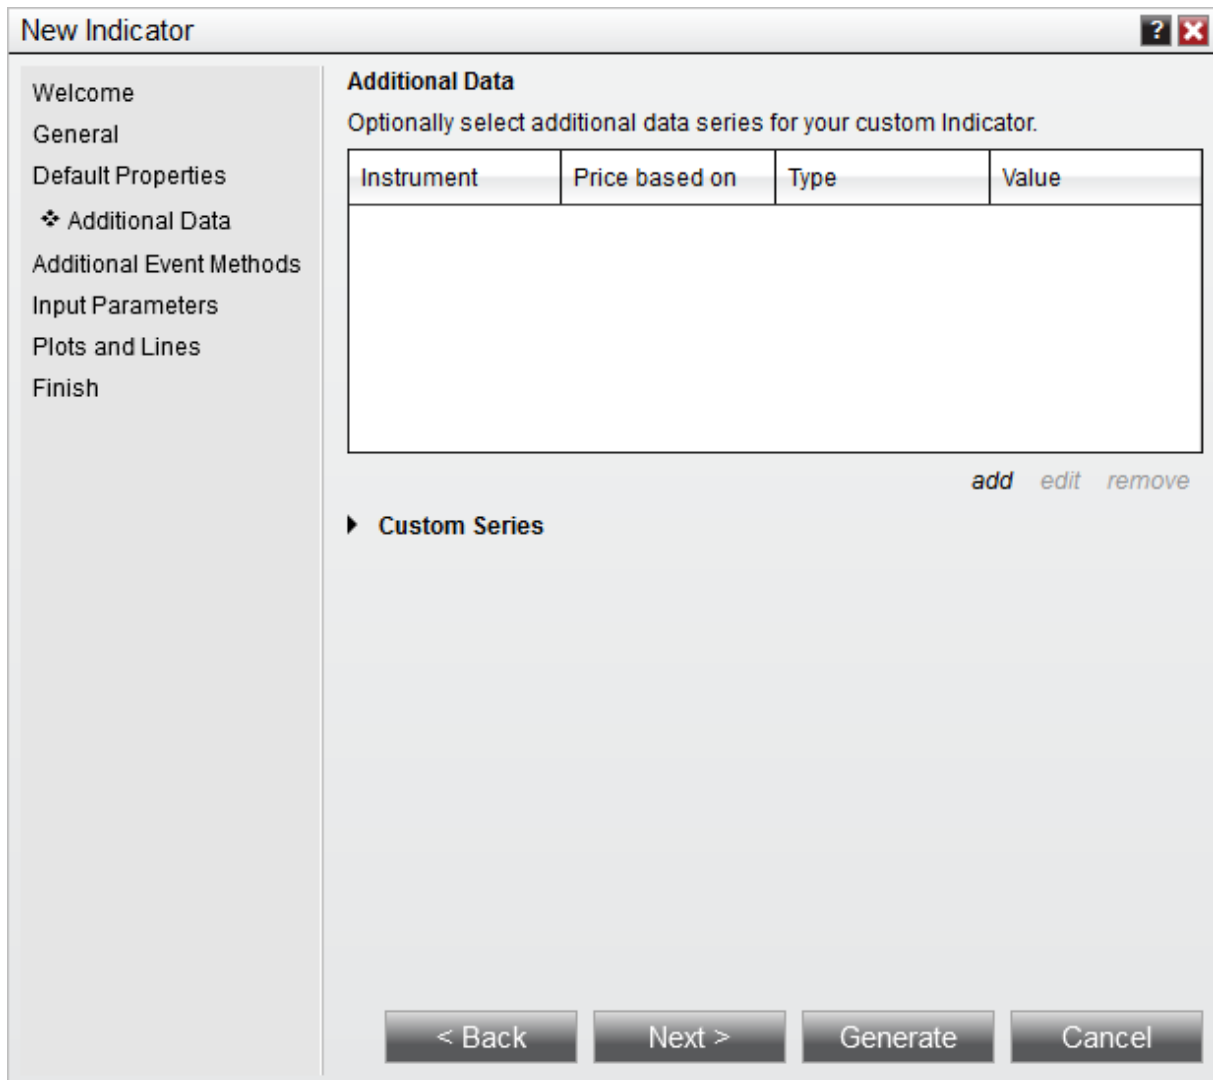 New Indicator
?
Welcome
General
Default Properties
Additional Data
Additional Event Methods
Input Parameters
Plots and Lines
Finish
Additional Data
Optionally select additional data series for your custom Indicator.
Instrument Price based on Type Value
add edit remove
Custom Series
< Back Next > Generate Cancel